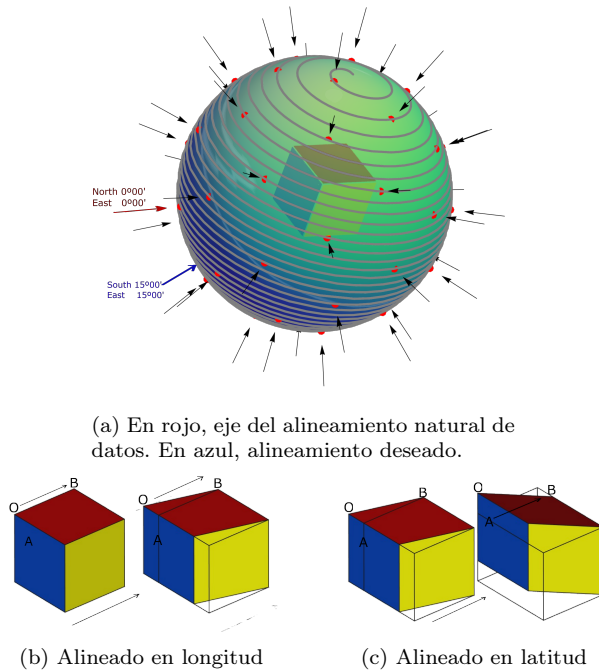 North 0º00'
East 0º00'
South 15º00'
East 15º00'
(a) En rojo, eje del alineamiento natural de
datos. En azul, alineamiento deseado.
O B
A
O B
A
O B
A
O B
A
(b) Alineado en longitud
(c) Alineado en latitud